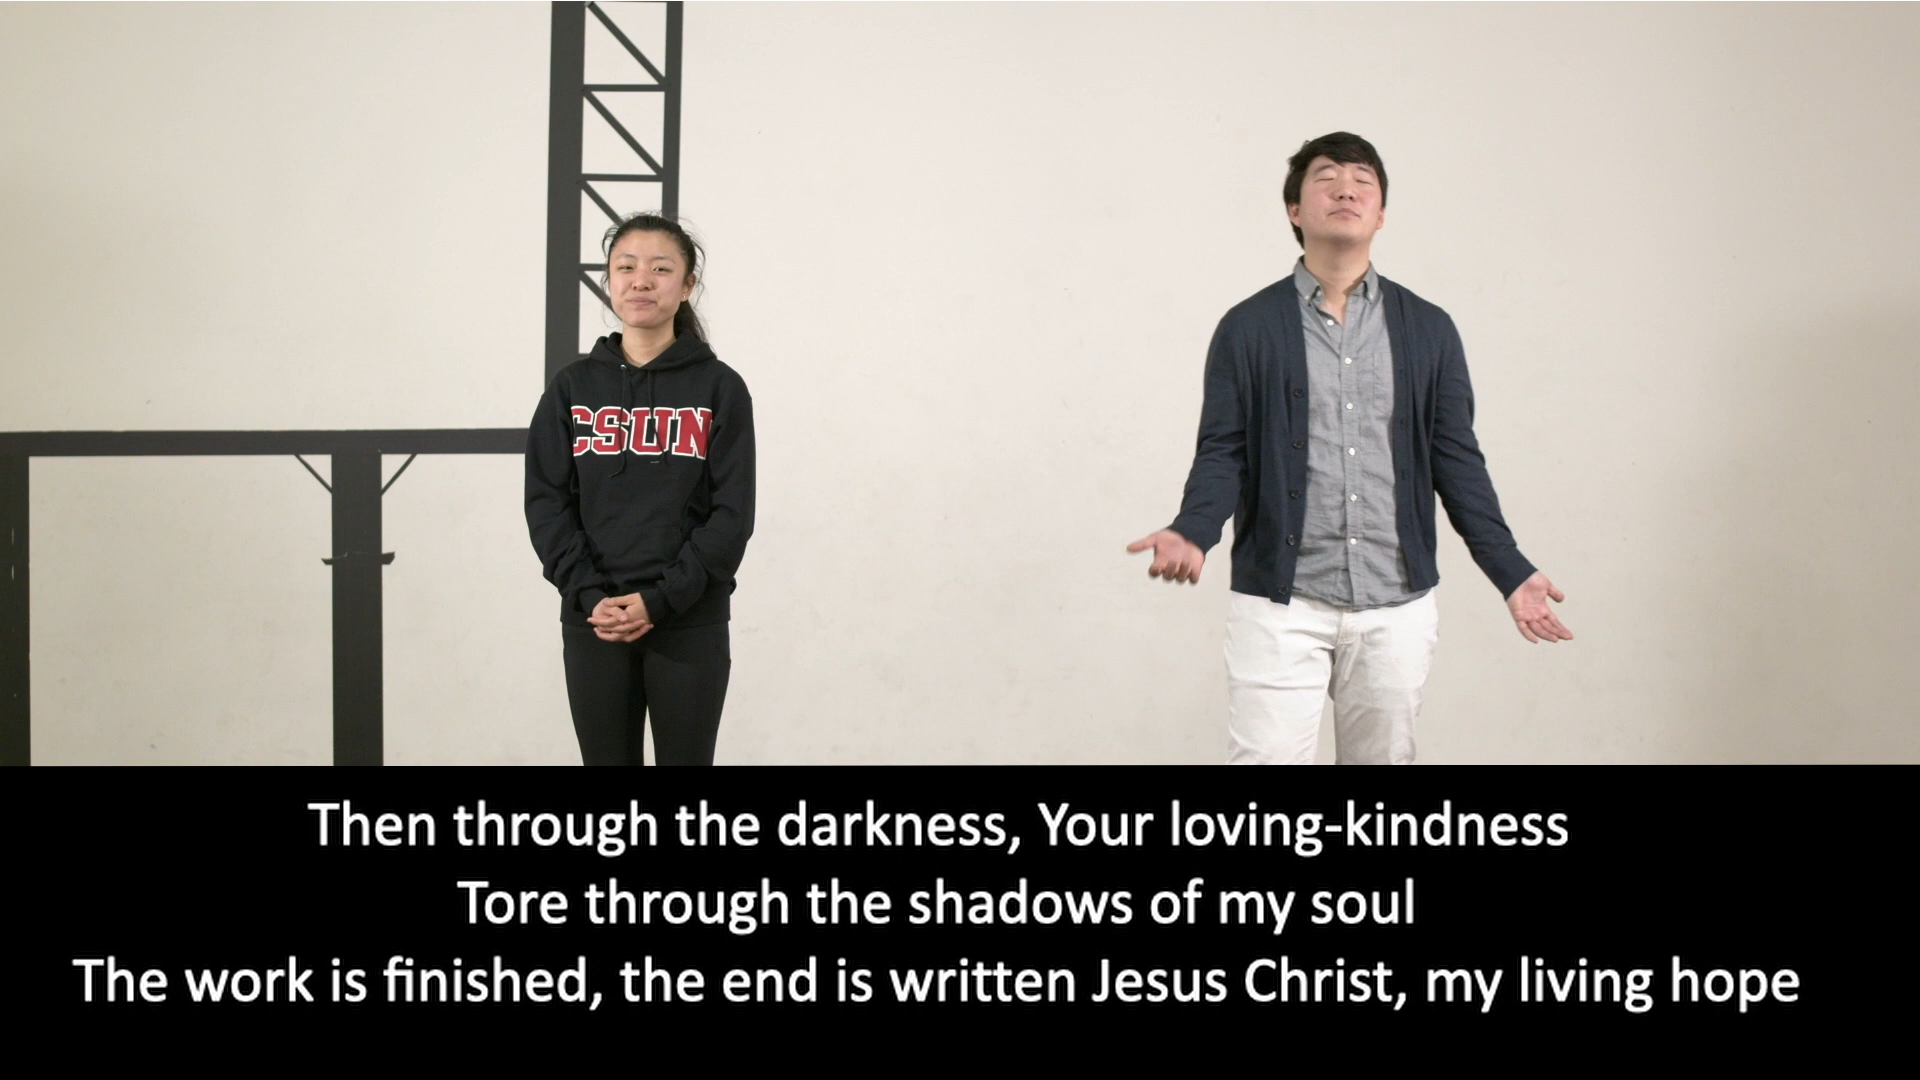 CSUN
Then through the darkness, Your loving-kindness
Tore through the shadows of my soul
The work is finished, the end is written Jesus Christ, my living hope